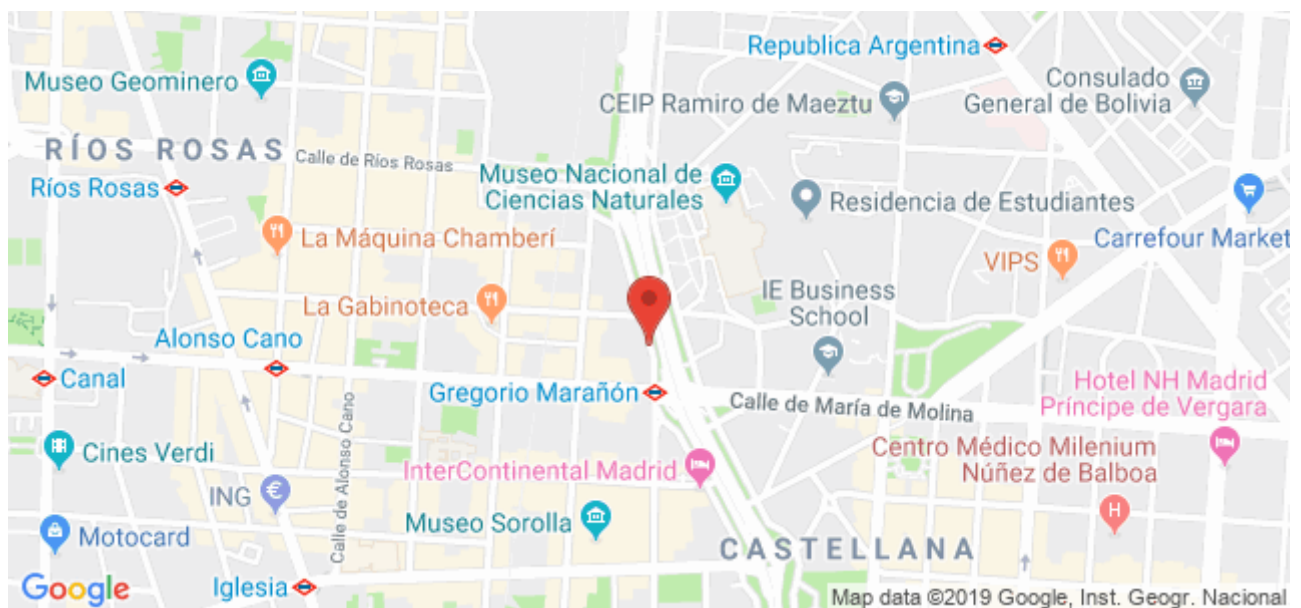 Republica Argentina
Museo Geominero
Consulado
General de Bolivia
CEIP Ramiro de Maeztu
RÍOS ROSAS
Calle de Ríos Rosas
Museo Nacional de
Ciencias Naturales
Ríos Rosas
Residencia de Estudiantes
La Máquina Chamberí
Carrefour Market
VIPS
La Gabinoteca
IE Business
School
Alonso Cano
Canal
Gregorio Marañón
Calle de María de Molina
Hotel NH Madrid
Príncipe de Vergara
Calle de Alonso Cano
Cines Verdi
InterContinental Madrid
Centro Médico Milenium
Núñez de Balboa
H
ING
€
Museo Sorolla
Motocard
CASTELLANA
Iglesia
Google
Map data ©2019 Google, Inst. Geogr. Nacional